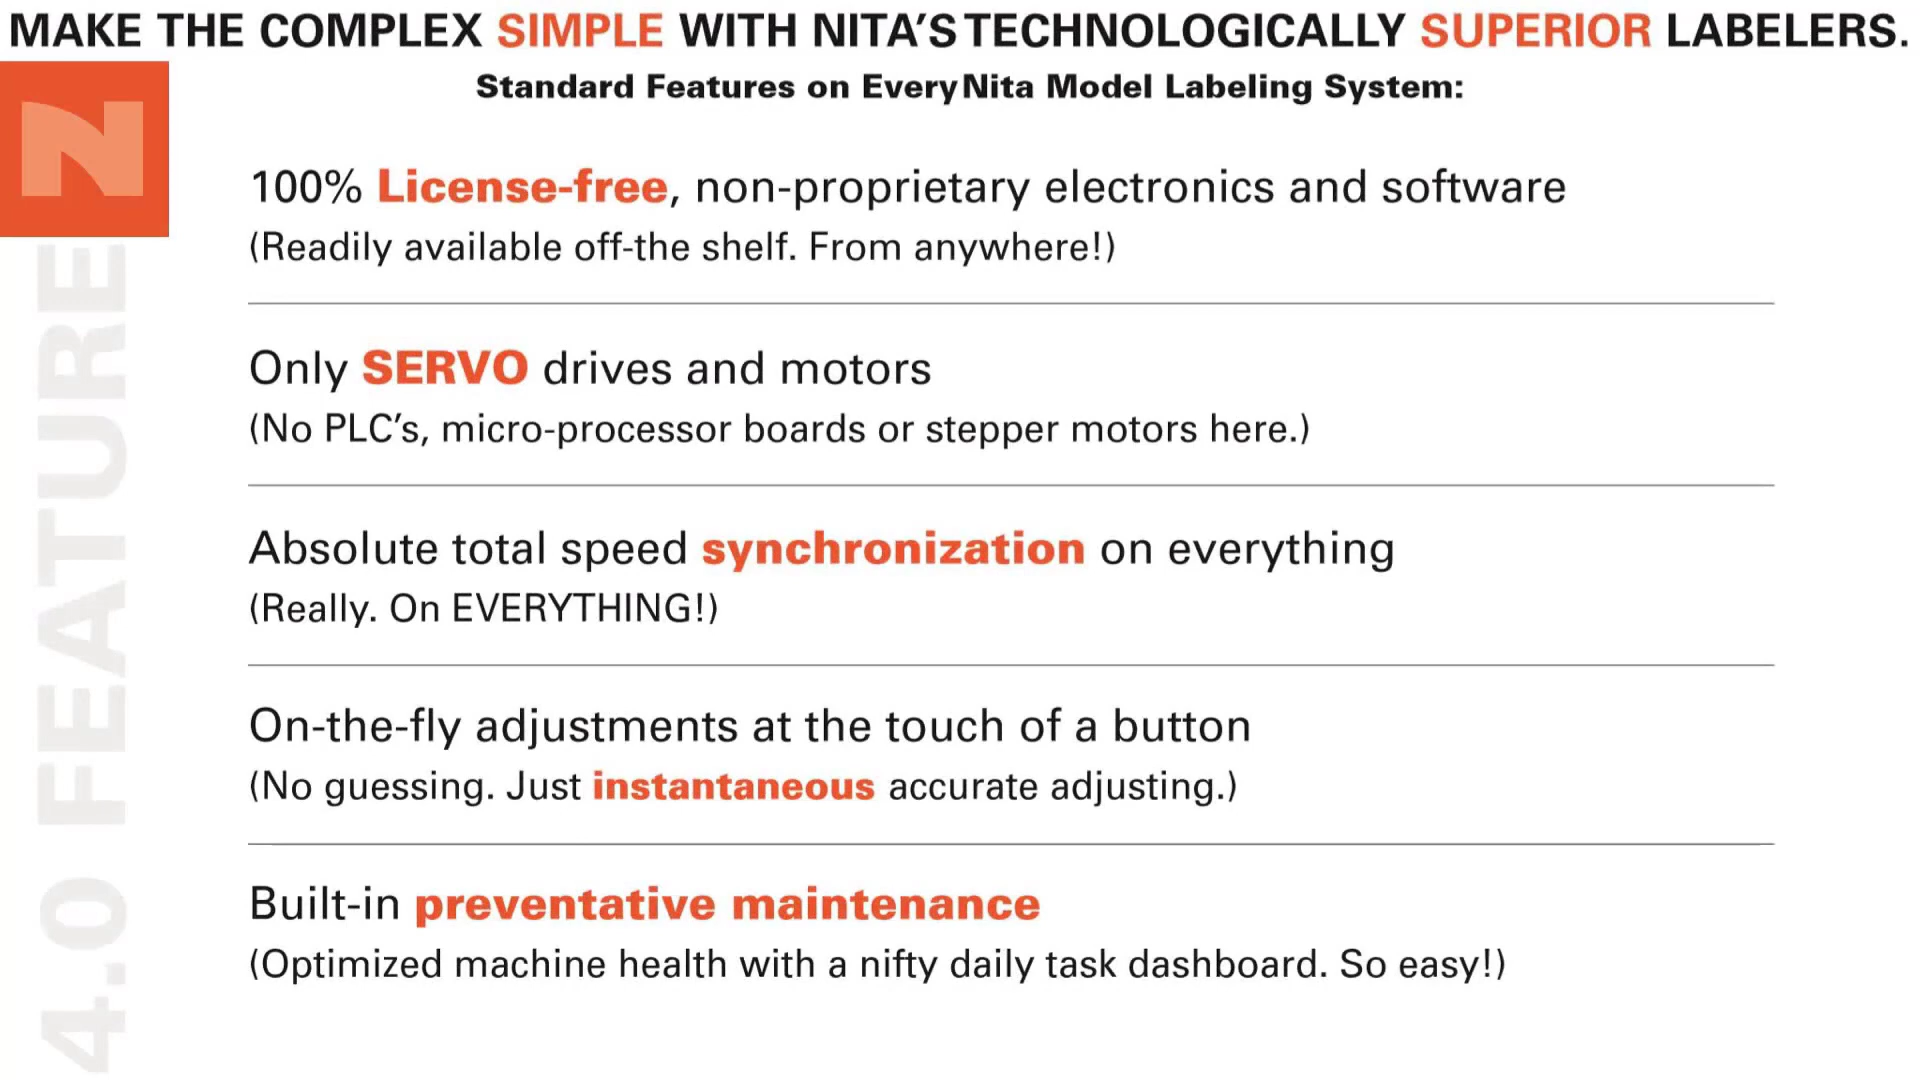 MAKE THE COMPLEX SIMPLE WITH NITA'S TECHNOLOGICALLY SUPERIOR LABELERS.
Standard Features on Every Nita Model Labeling System:
N
4.0 FEATURE
100% License-free, non-proprietary electronics and software
(Readily available off-the shelf. From anywhere!)
Only SERVO drives and motors
(No PLC's, micro-processor boards or stepper motors here.)
Absolute total speed synchronization on everything
(Really. On EVERYTHING!)
On-the-fly adjustments at the touch of a button
(No guessing. Just instantaneous accurate adjusting.)
Built-in preventative maintenance
(Optimized machine health with a nifty daily task dashboard. So easy!)